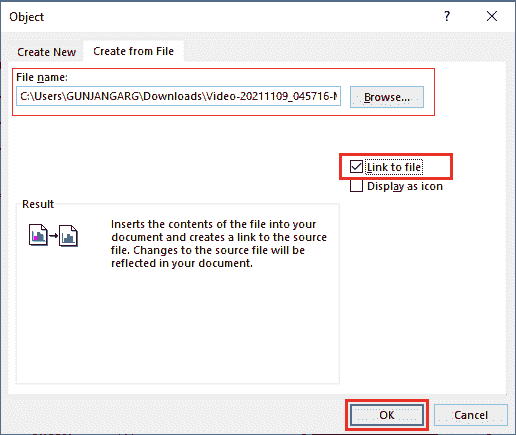 Object
?
Create New
Create from File
File name:
C:\Users\GUNJANGARG\Downloads\Video-20211109_045716-M
Browse...
Link to file
Display as icon
Result
Inserts the contents of the file into your
document and creates a link to the source
file. Changes to the source file will be
reflected in your document.
OK
Cancel